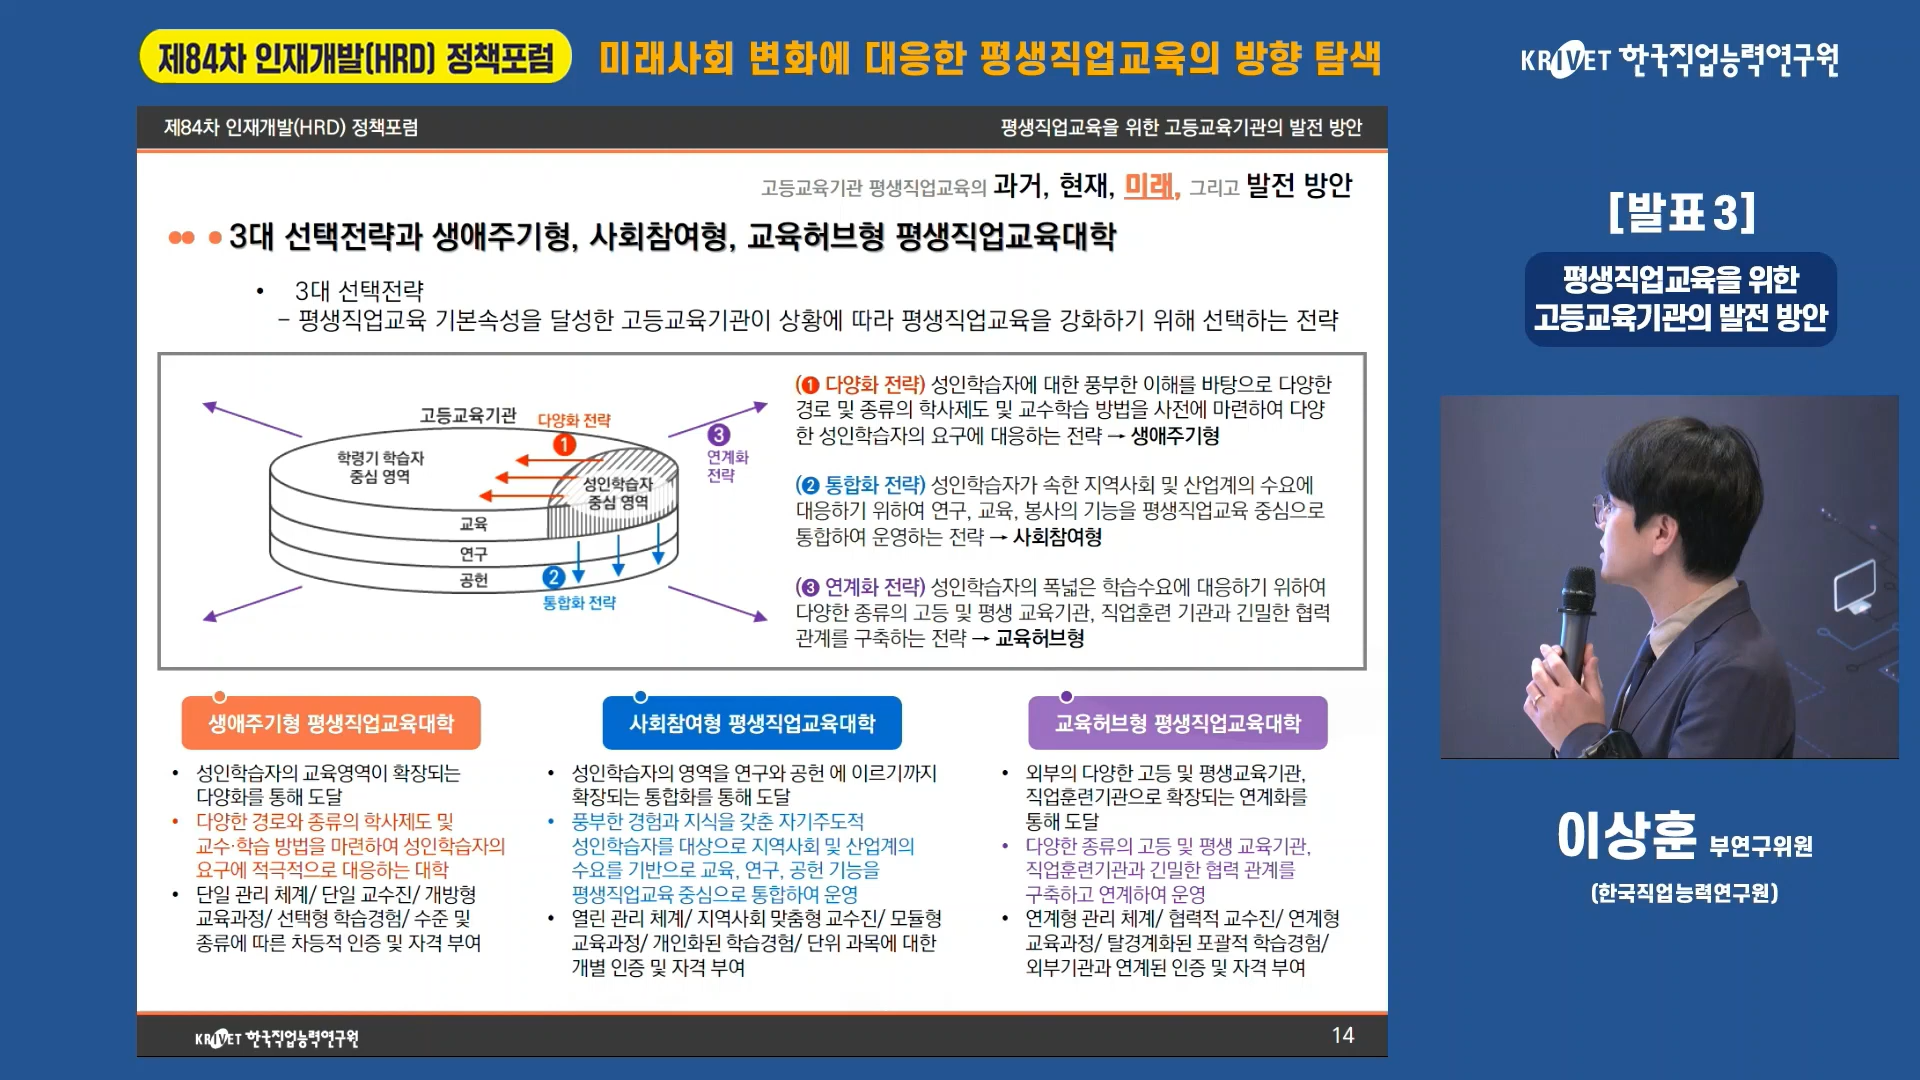 제84차 인재개발(HRD) 정책포럼
미래사회 변화에 대응한 평생직업교육의 방향 탐색
KRIVET 한국직업능력연구원
제84차 인재개발(HRD) 정책포럼
평생직업교육을 위한 고등교육기관의 발전 방안
고등교육기관 평생직업교육의 과거, 현재, 미래, 그리고 발전 방안
3대 선택전략과 생애주기형, 사회참여형, 교육허브형 평생직업교육대학
• 3대 선택전략
– 평생직업교육 기본속성을 달성한 고등교육기관이 상황에 따라 평생직업교육을 강화하기 위해 선택하는 전략
고등교육기관
다양화 전략
❶
❸
연계화
전략
학령기 학습자
중심 영역
성인학습자
중심 영역
교육
연구
공헌
❷
통합화 전략
(❶ 다양화 전략) 성인학습자에 대한 풍부한 이해를 바탕으로 다양한
경로 및 종류의 학사제도 및 교수학습 방법을 사전에 마련하여 다양
한 성인학습자의 요구에 대응하는 전략 → 생애주기형
(❷ 통합화 전략) 성인학습자가 속한 지역사회 및 산업계의 수요에
대응하기 위하여 연구, 교육, 봉사의 기능을 평생직업교육 중심으로
통합하여 운영하는 전략 → 사회참여형
(❸ 연계화 전략) 성인학습자의 폭넓은 학습수요에 대응하기 위하여
다양한 종류의 고등 및 평생 교육기관, 직업훈련 기관과 긴밀한 협력
관계를 구축하는 전략 → 교육허브형
생애주기형 평생직업교육대학
• 성인학습자의 교육영역이 확장되는
다양화를 통해 도달
• 다양한 경로와 종류의 학사제도 및
교수·학습 방법을 마련하여 성인학습자의
요구에 적극적으로 대응하는 대학
• 단일 관리 체계/ 단일 교수진/ 개방형
교육과정/ 선택형 학습경험/ 수준 및
종류에 따른 차등적 인증 및 자격 부여
사회참여형 평생직업교육대학
• 성인학습자의 영역을 연구와 공헌 에 이르기까지
확장되는 통합화를 통해 도달
• 풍부한 경험과 지식을 갖춘 자기주도적
성인학습자를 대상으로 지역사회 및 산업계의
수요를 기반으로 교육, 연구, 공헌 기능을
평생직업교육 중심으로 통합하여 운영
• 열린 관리 체계/ 지역사회 맞춤형 교수진/ 모듈형
교육과정/ 개인화된 학습경험/ 단위 과목에 대한
개별 인증 및 자격 부여
교육허브형 평생직업교육대학
• 외부의 다양한 고등 및 평생교육기관,
직업훈련기관으로 확장되는 연계화를
통해 도달
• 다양한 종류의 고등 및 평생 교육기관,
직업훈련기관과 긴밀한 협력 관계를
구축하고 연계하여 운영
• 연계형 관리 체계/ 협력적 교수진/ 연계형
교육과정/ 탈경계화된 포괄적 학습경험/
외부기관과 연계된 인증 및 자격 부여
KRIVET 한국직업능력연구원
14
[발표 3]
평생직업교육을 위한
고등교육기관의 발전 방안
이상훈 부연구위원
(한국직업능력연구원)